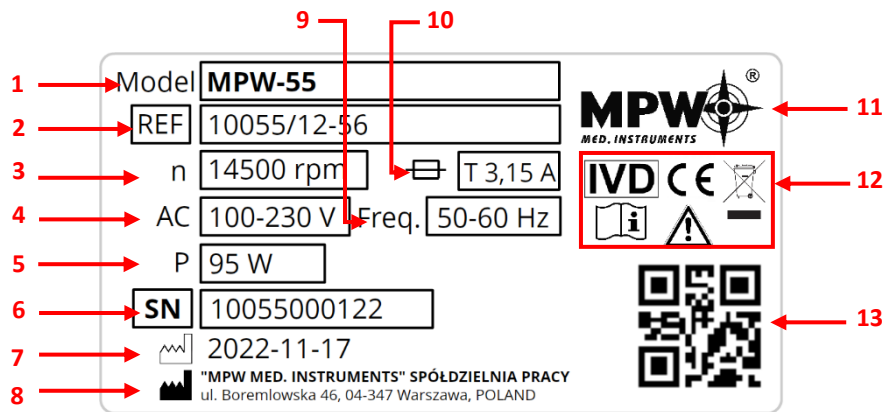 9 10
1 Model MPW-55 ®
2 REF 10055/12-56 MPW 11
MED. INSTRUMENTS
3 n 14500 rpm T 3,15 A IVD CE 12
4 AC 100-230 V Freq. 50-60 Hz i !
5 P 95 W
6 SN 10055000122 13
7 2022-11-17
8 "MPW MED. INSTRUMENTS" SPÓŁDZIELNIA PRACY
ul. Boremlowska 46, 04-347 Warszawa, POLAND